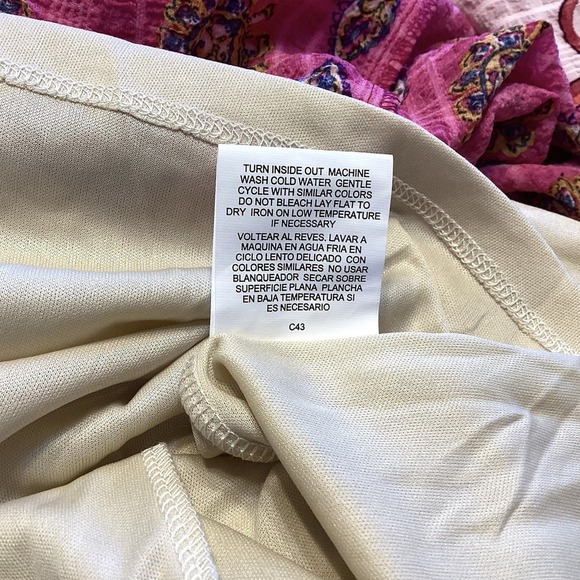 TURN INSIDE OUT MACHINE
WASH COLD WATER GENTLE
CYCLE WITH SIMILAR COLORS
DO NOT BLEACH LAY FLAT TO
DRY IRON ON LOW TEMPERATURE
IF NECESSARY
VOLTEAR AL REVES. LAVAR A
MAQUINA EN AGUA FRIA EN
CICLO LENTO DELICADO CON
COLORES SIMILARES NO USAR
BLANQUEADOR SECAR SOBRE
SUPERFICIE PLANA PLANCHA
EN BAJA TEMPERATURA SI
ES NECESARIO
C43